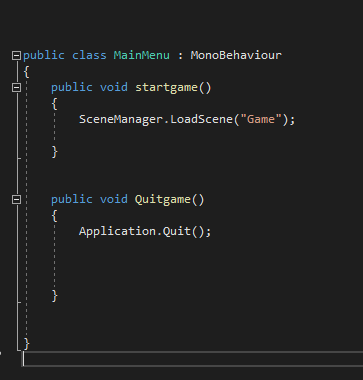 public class MainMenu : MonoBehaviour
{
public void startgame()
{
SceneManager.LoadScene("Game");
}
public void Quitgame()
{
Application.Quit();
}
}